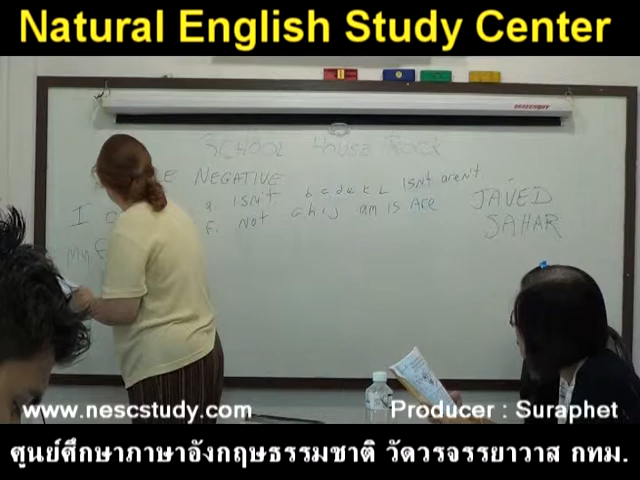 Natural English Study Center
SCHOOL HOUSE ROCK
NEGATIVE
a ISN't b c d e k L ISN't aren't
I
f. Not g h i j am IS Are
JAVED
SAHAR
www.nescstudy.com
Producer : Suraphet
ศูนย์ศึกษาภาษาอังกฤษธรรมชาติ วัดวรจรรยาวาส กทม.